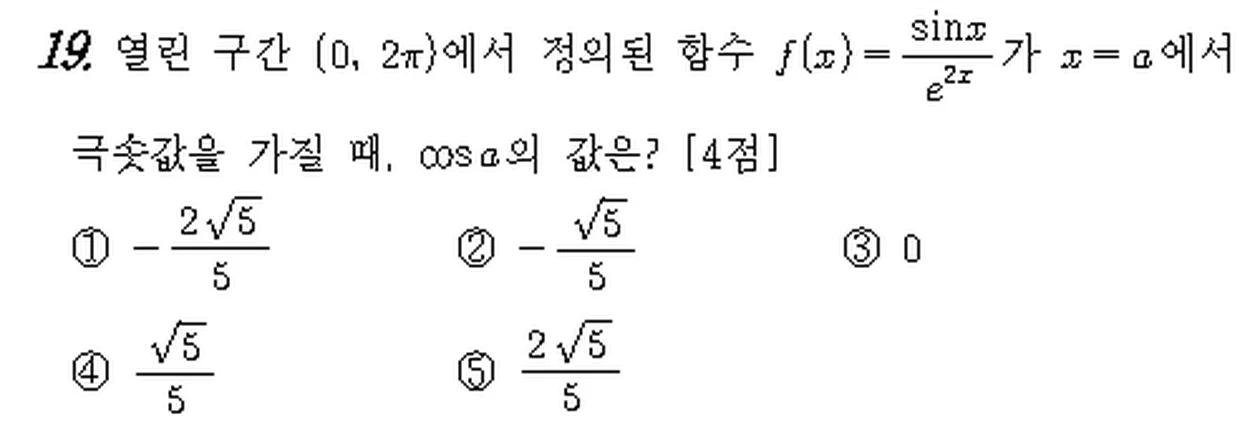 19. 열린 구간 (0, 2π)에서 정의된 함수 f(x) = sinx/e^{2x} 가 x = a에서
극솟값을 가질 때, cos a의 값은? [4점]
① -2√5/5 ② -√5/5 ③ 0
④ √5/5 ⑤ 2√5/5